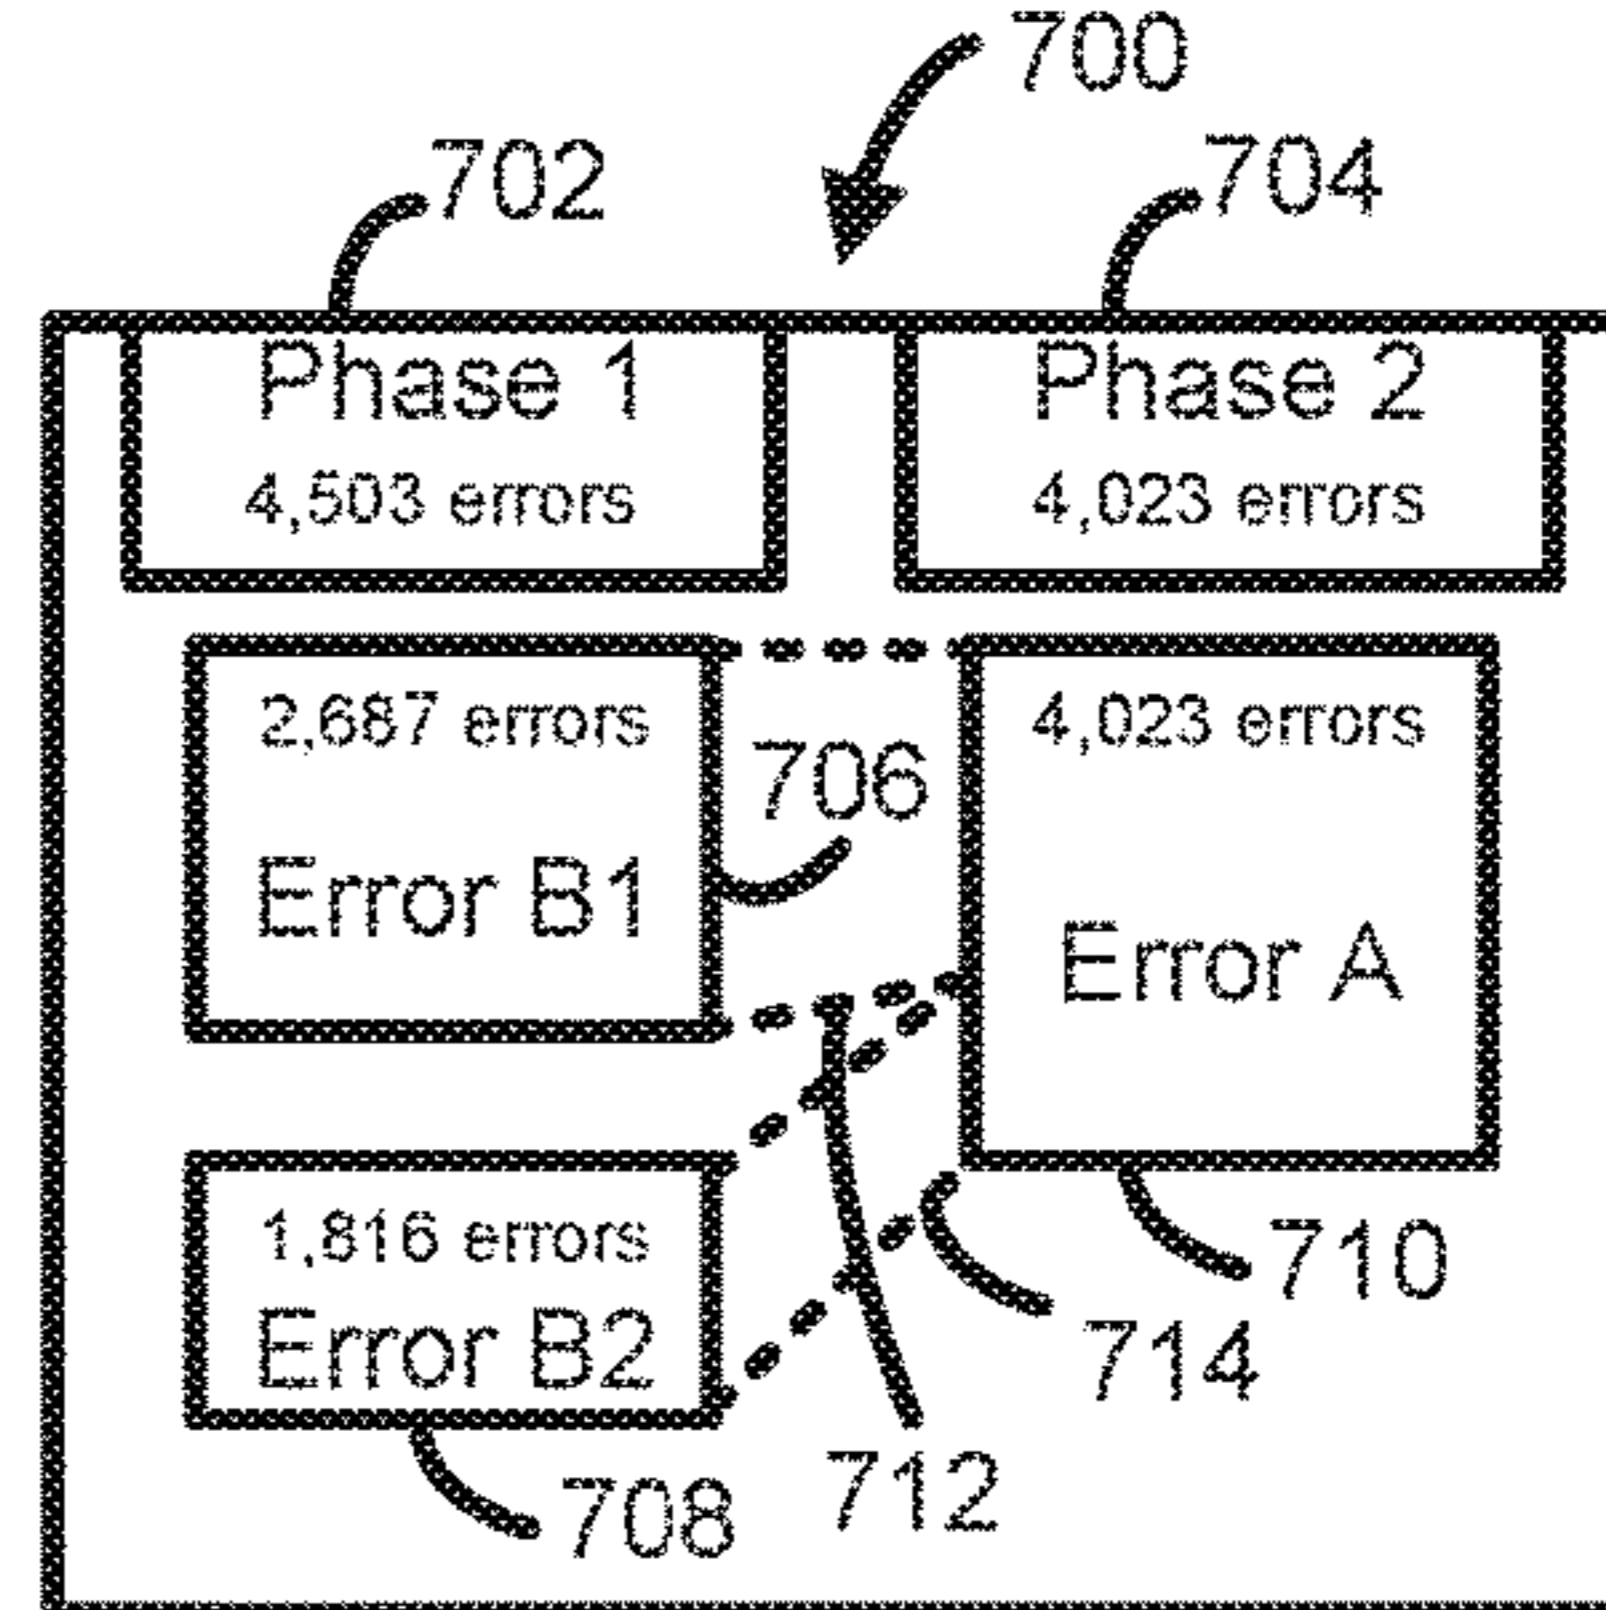 700
702
704
Phase 1
4,503 errors
Phase 2
4,023 errors
2,687 errors
706
Error B1
4,023 errors
Error A
1,816 errors
Error B2
710
714
712
708